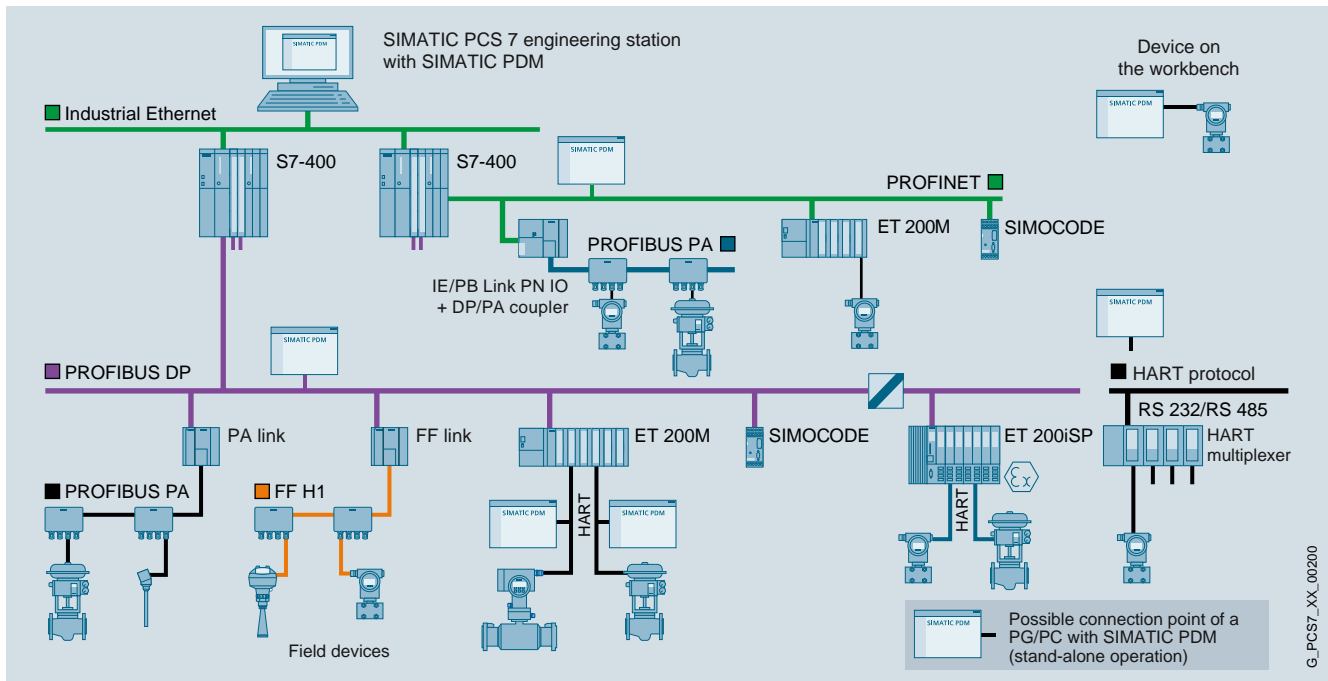 SIMATIC PDM
SIMATIC PCS 7 engineering station
with SIMATIC PDM
Device on
the workbench
SIMATIC PDM
Industrial Ethernet
S7-400
S7-400
SIMATIC PDM
PROFINET
ET 200M
SIMOCODE
PROFIBUS PA
IE/PB Link PN IO
+ DP/PA coupler
SIMATIC PDM
SIMATIC PDM
PROFIBUS DP
HART protocol
RS 232/RS 485
HART
multiplexer
PA link
FF link
ET 200M
SIMOCODE
ET 200iSP
Ex
PROFIBUS PA
FF H1
SIMATIC PDM
HART
SIMATIC PDM
HART
Field devices
SIMATIC PDM
Possible connection point of a
PG/PC with SIMATIC PDM
(stand-alone operation)
G_PCS7_XX_00200